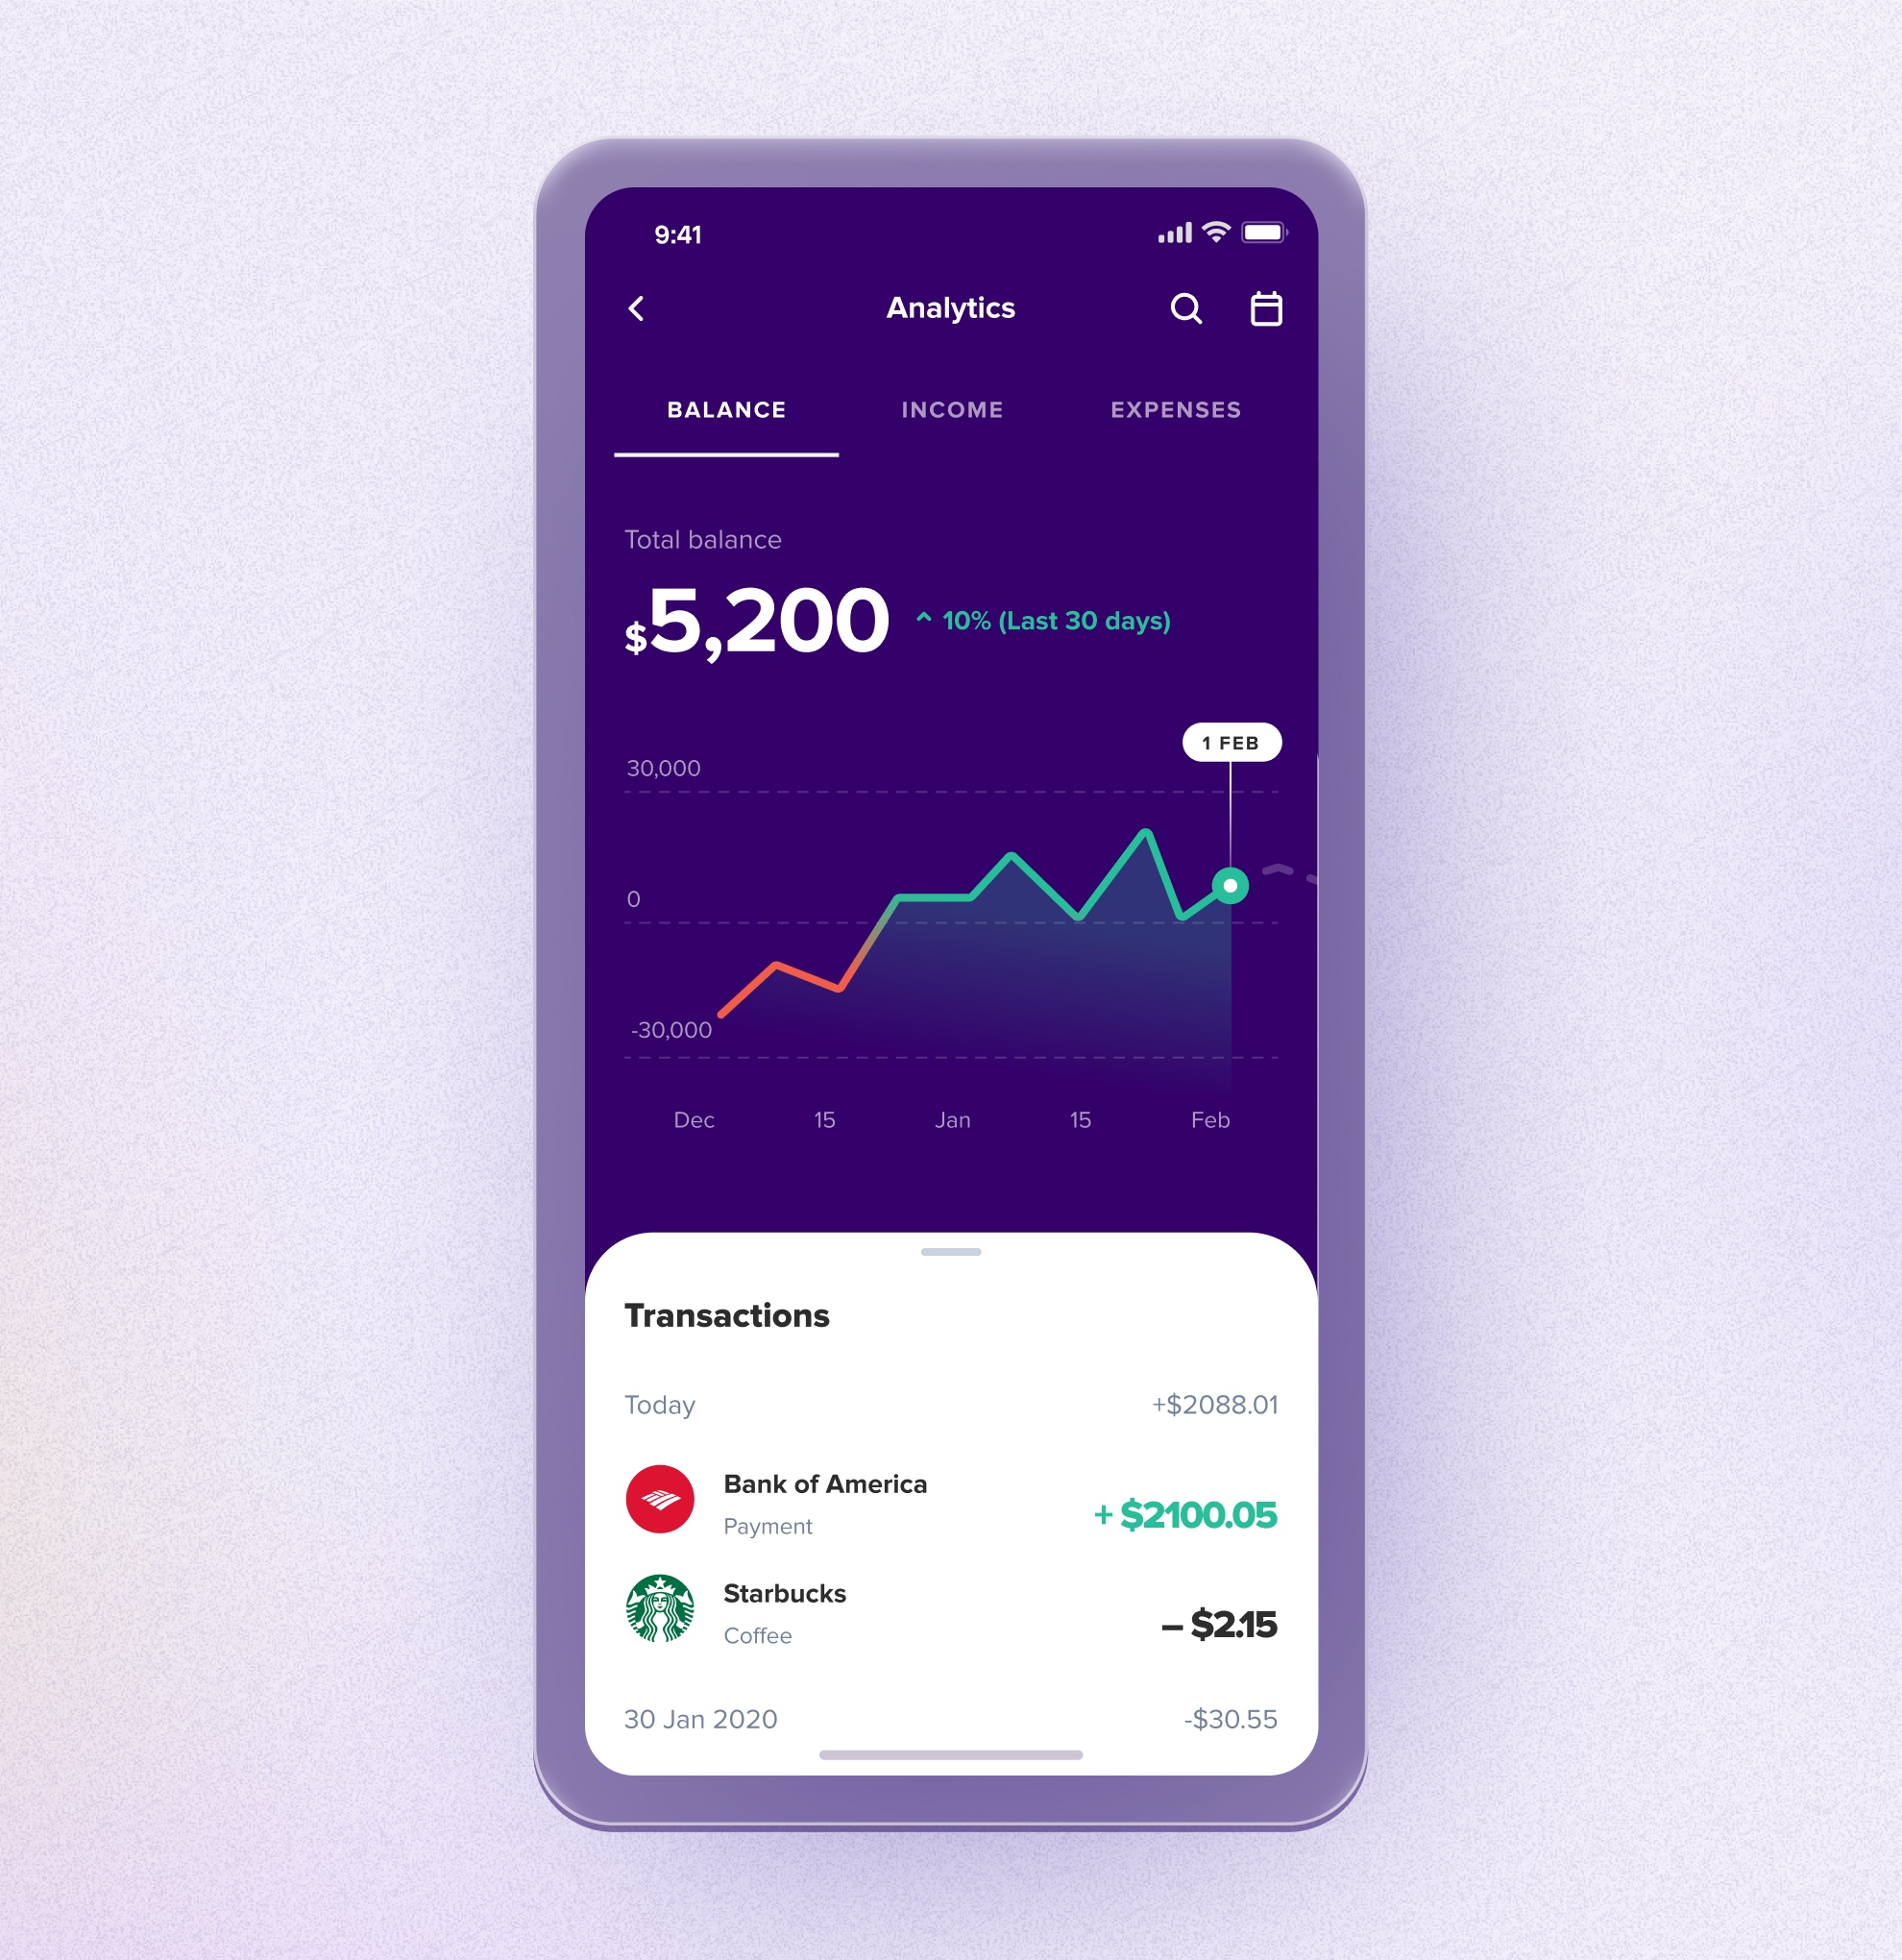 9:41
Analytics
BALANCE INCOME EXPENSES
Total balance
$5,200 10% (Last 30 days)
1 FEB
30,000
0
-30,000
Dec 15 Jan 15 Feb
Transactions
Today +$2088.01
Bank of America
Payment + $2100.05
Starbucks
Coffee – $2.15
30 Jan 2020 -$30.55